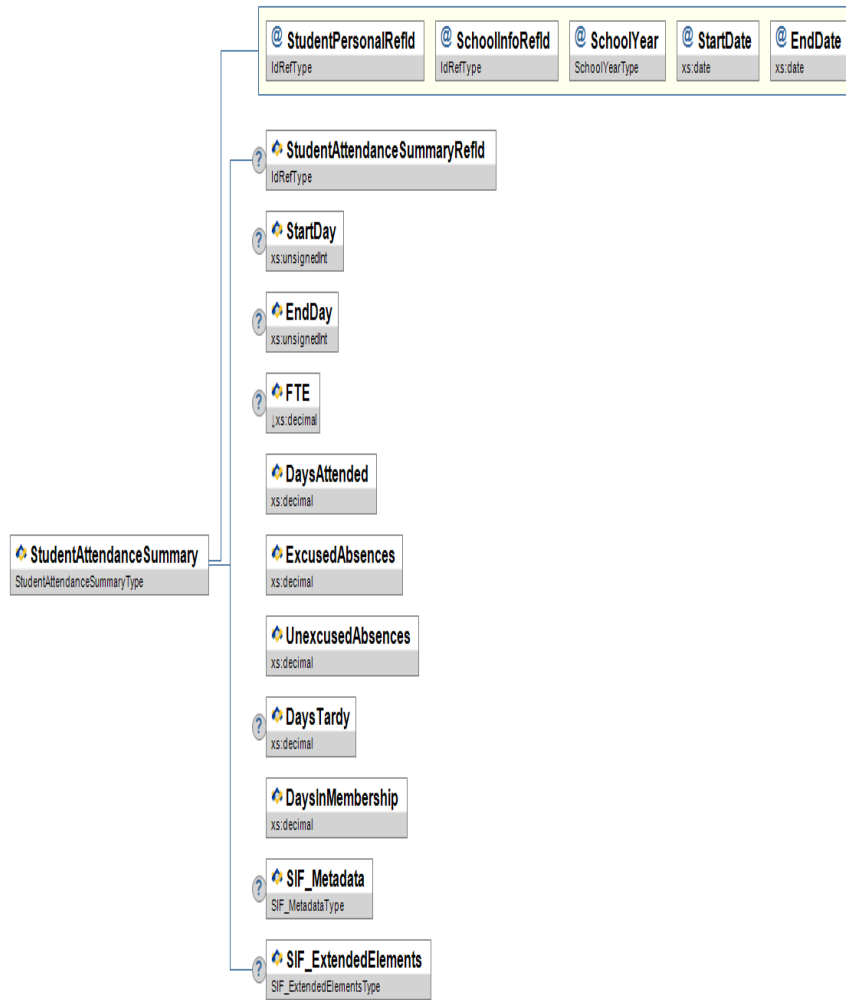 @ StudentPersonalRefId
IdRefType
@ SchoolInfoRefId
IdRefType
@ SchoolYear
SchoolYearType
@ StartDate
xs:date
@ EndDate
xs:date
? StudentAttendanceSummaryRefId
IdRefType
? StartDay
xs:unsignedInt
? EndDay
xs:unsignedInt
? FTE
↓xs:decimal
DaysAttended
xs:decimal
StudentAttendanceSummary
StudentAttendanceSummaryType
ExcusedAbsences
xs:decimal
UnexcusedAbsences
xs:decimal
? DaysTardy
xs:decimal
DaysInMembership
xs:decimal
? SIF_Metadata
SIF_MetadataType
? SIF_ExtendedElements
SIF_ExtendedElementsType